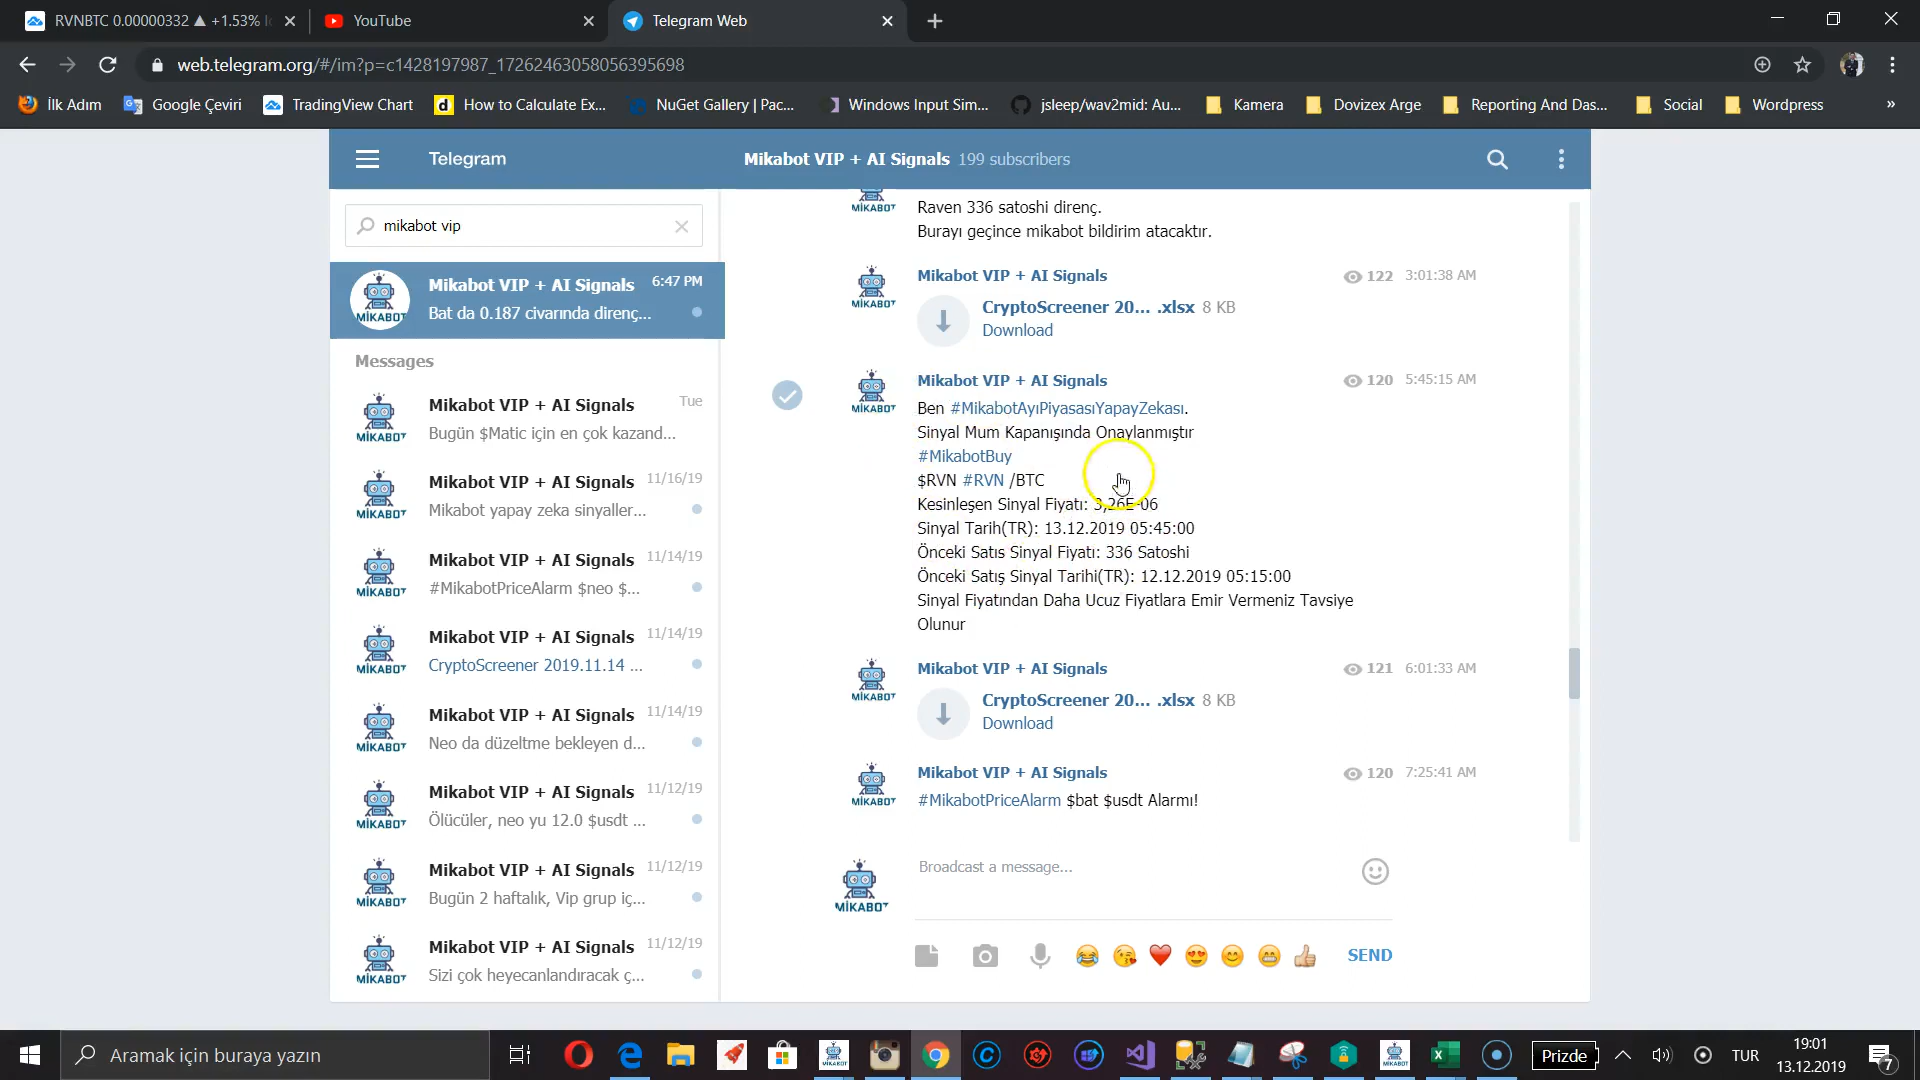 RVNBTC 0.00000332 ▲ +1.53%
YouTube
Telegram Web
web.telegram.org/#/im?p=c1428197987_17262463058056395698
İlk Adım
Google Çeviri
TradingView Chart
How to Calculate Ex...
NuGet Gallery | Pac...
Windows Input Sim...
jsleep/wav2mid: Au...
Kamera
Dovizex Arge
Reporting And Das...
Social
Wordpress
»
Telegram
Mikabot VIP + AI Signals 199 subscribers
mikabot vip
Mikabot VIP + AI Signals 6:47 PM
Bat da 0.187 civarında direnç...
Messages
Mikabot VIP + AI Signals Tue
Bugün $Matic için en çok kazand...
Mikabot VIP + AI Signals 11/16/19
Mikabot yapay zeka sinyaller...
Mikabot VIP + AI Signals 11/14/19
#MikabotPriceAlarm $neo $...
Mikabot VIP + AI Signals 11/14/19
CryptoScreener 2019.11.14 ...
Mikabot VIP + AI Signals 11/14/19
Neo da düzeltme bekleyen d...
Mikabot VIP + AI Signals 11/12/19
Ölücüler, neo yu 12.0 $usdt ...
Mikabot VIP + AI Signals 11/12/19
Bugün 2 haftalık, Vip grup iç...
Mikabot VIP + AI Signals 11/12/19
Sizi çok heyecanlandıracak ç...
MİKABOT
Raven 336 satoshi direnç.
Burayı geçince mikabot bildirim atacaktır.
Mikabot VIP + AI Signals 122 3:01:38 AM
CryptoScreener 20... .xlsx 8 KB
Download
Mikabot VIP + AI Signals 120 5:45:15 AM
Ben #MikabotAyıPiyasasıYapayZekası.
Sinyal Mum Kapanışında Onaylanmıştır
#MikabotBuy
$RVN #RVN /BTC
Kesinleşen Sinyal Fiyatı: 3,26E-06
Sinyal Tarih(TR): 13.12.2019 05:45:00
Önceki Satıs Sinyal Fiyatı: 336 Satoshi
Önceki Satış Sinyal Tarihi(TR): 12.12.2019 05:15:00
Sinyal Fiyatından Daha Ucuz Fiyatlara Emir Vermeniz Tavsiye
Olunur
Mikabot VIP + AI Signals 121 6:01:33 AM
CryptoScreener 20... .xlsx 8 KB
Download
Mikabot VIP + AI Signals 120 7:25:41 AM
#MikabotPriceAlarm $bat $usdt Alarmı!
Broadcast a message...
MİKABOT
SEND
Aramak için buraya yazın
Prizde
TUR
19:01
13.12.2019
7